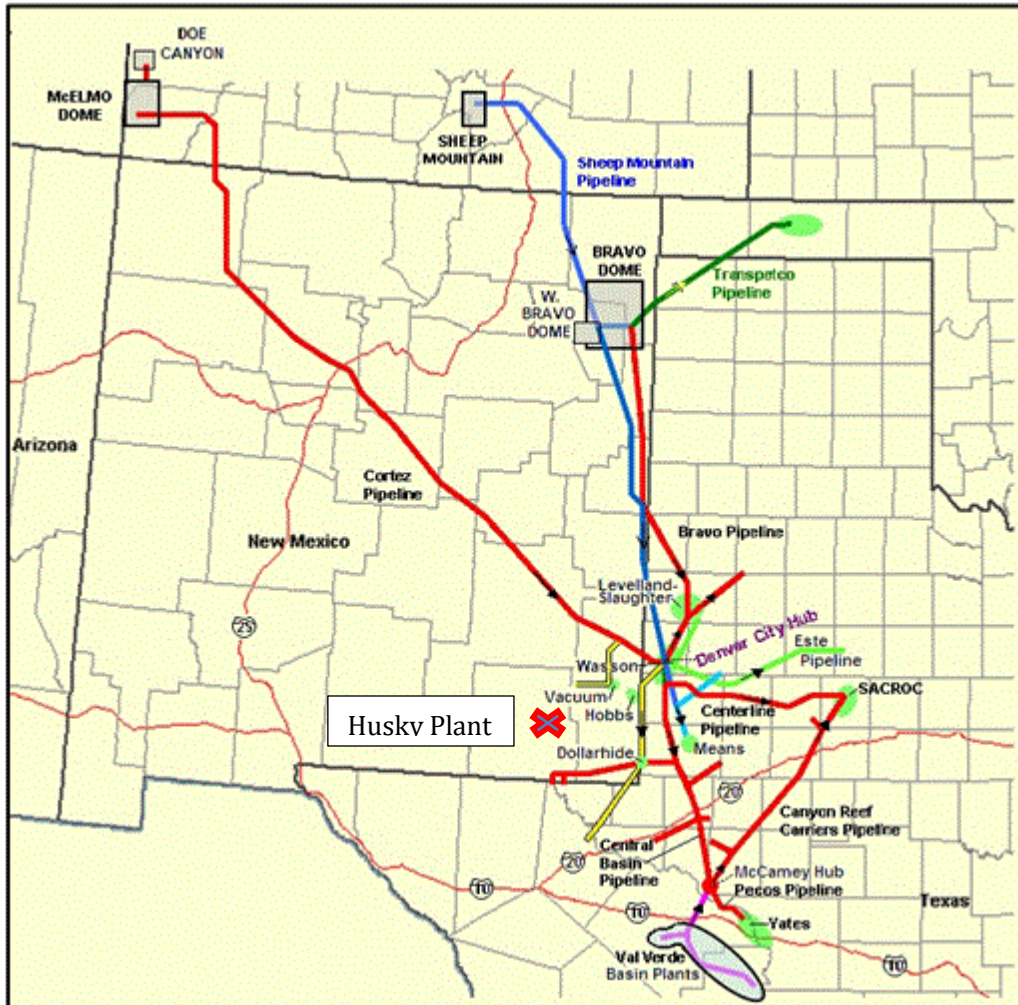 DOE
CANYON
McELMO
DOME
SHEEP
MOUNTAIN
Sheep Mountain
Pipeline
BRAVO
DOME
W.
BRAVO
DOME
Transpetco
Pipeline
Arizona
Cortez
Pipeline
New Mexico
Bravo Pipeline
Levelland-
Slaughter
25
Denver City Hub
Este
Pipeline
Wasson
Vacuum
Hobbs
SACROC
Centerline
Pipeline
Husky Plant
Means
Dollarhide
20
Canyon Reef
Carriers Pipeline
Central
Basin
Pipeline
20
McCamey Hub
Pecos Pipeline
10
10
Texas
Yates
Val Verde
Basin Plants
10